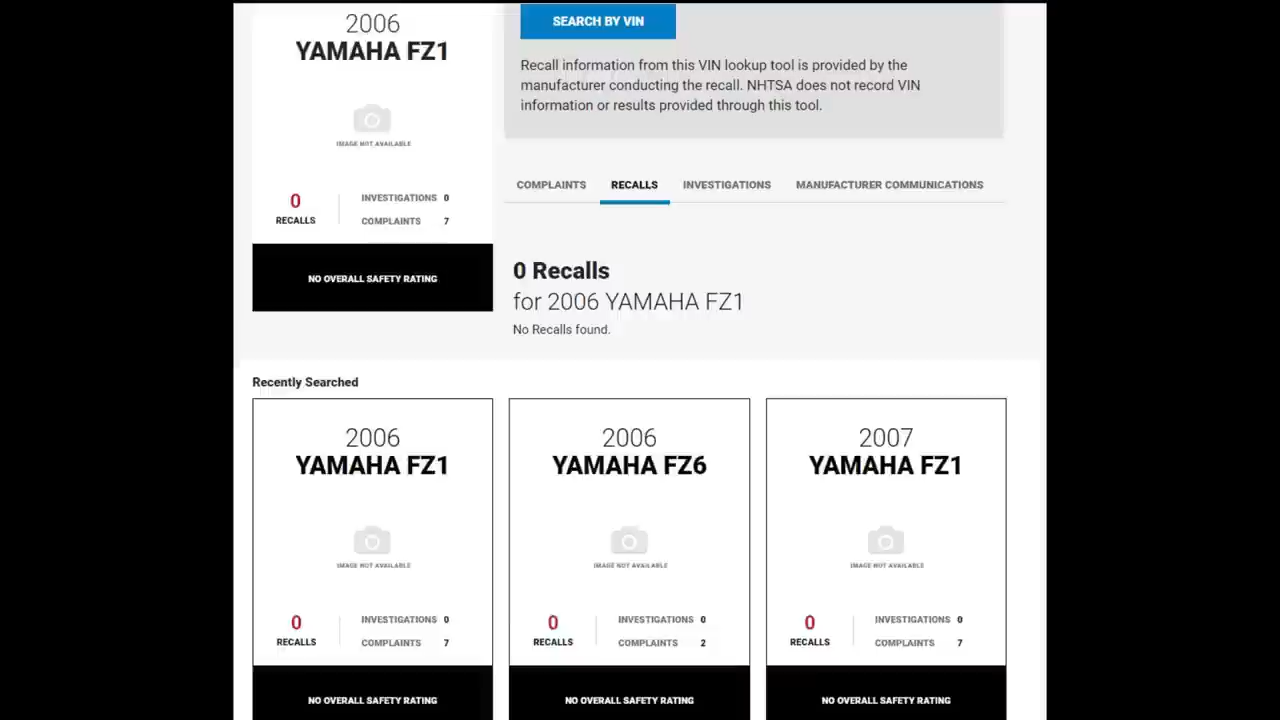 2006
YAMAHA FZ1
IMAGE NOT AVAILABLE
0
RECALLS
INVESTIGATIONS 0
COMPLAINTS 7
NO OVERALL SAFETY RATING
SEARCH BY VIN
Recall information from this VIN lookup tool is provided by the
manufacturer conducting the recall. NHTSA does not record VIN
information or results provided through this tool.
COMPLAINTS RECALLS INVESTIGATIONS MANUFACTURER COMMUNICATIONS
0 Recalls
for 2006 YAMAHA FZ1
No Recalls found.
Recently Searched
2006
YAMAHA FZ1
IMAGE NOT AVAILABLE
0
RECALLS
INVESTIGATIONS 0
COMPLAINTS 7
NO OVERALL SAFETY RATING
2006
YAMAHA FZ6
IMAGE NOT AVAILABLE
0
RECALLS
INVESTIGATIONS 0
COMPLAINTS 2
NO OVERALL SAFETY RATING
2007
YAMAHA FZ1
IMAGE NOT AVAILABLE
0
RECALLS
INVESTIGATIONS 0
COMPLAINTS 7
NO OVERALL SAFETY RATING